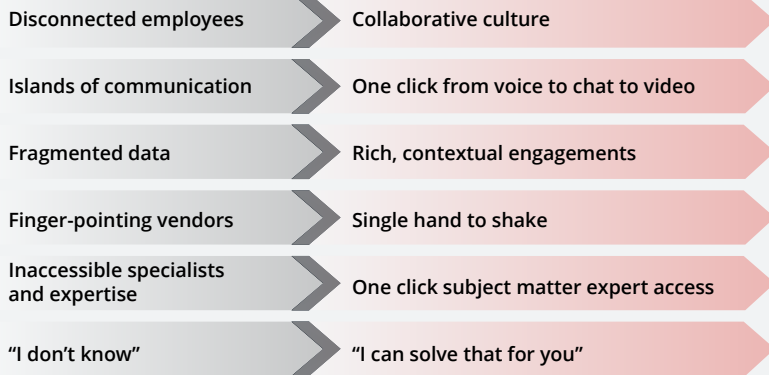 Disconnected employees
Collaborative culture
Islands of communication
One click from voice to chat to video
Fragmented data
Rich, contextual engagements
Finger-pointing vendors
Single hand to shake
Inaccessible specialists
and expertise
One click subject matter expert access
“I don’t know”
“I can solve that for you”